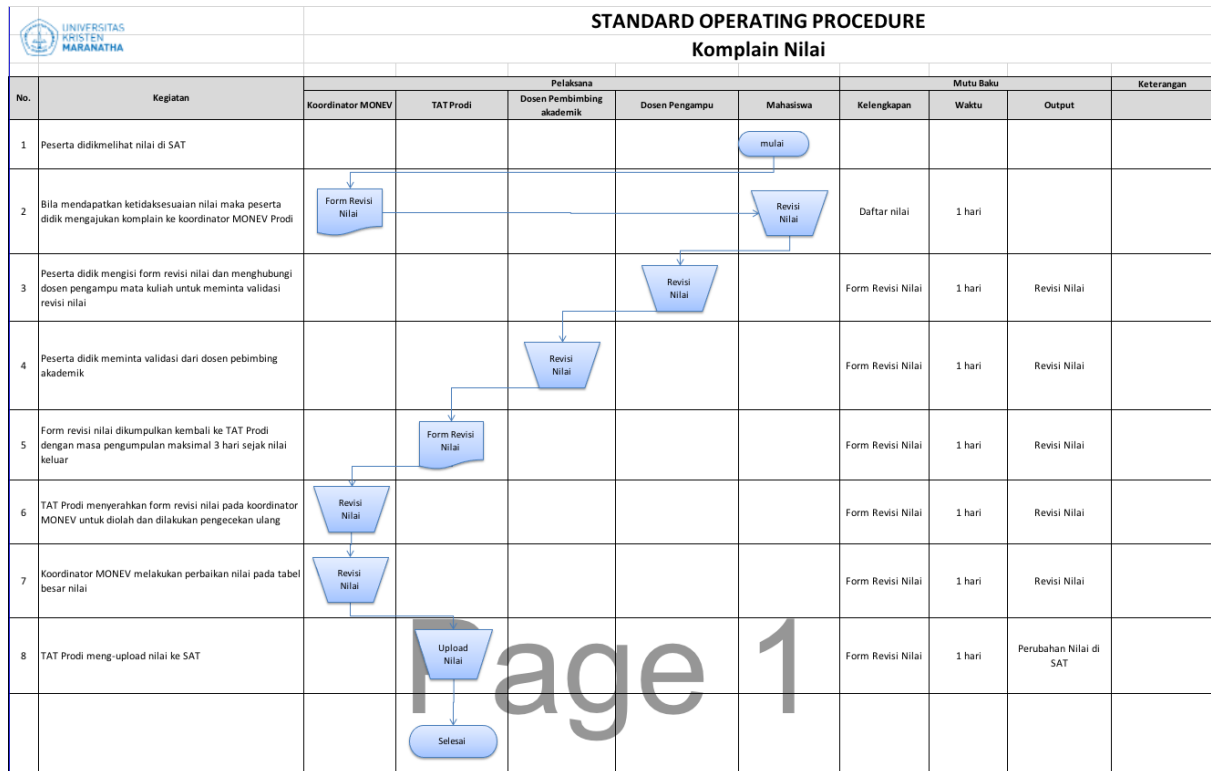 UNIVERSITAS
KRISTEN
MARANATHA
STANDARD OPERATING PROCEDURE
Komplain Nilai
No.
Kegiatan
Pelaksana
Mutu Baku
Keterangan
Koordinator MONEV
TAT Prodi
Dosen Pembimbing
akademik
Dosen Pengampu
Mahasiswa
Kelengkapan
Waktu
Output
1
Peserta didikmelihat nilai di SAT
mulai
2
Bila mendapatkan ketidaksesuaian nilai maka peserta
didik mengajukan komplain ke koordinator MONEV Prodi
Form Revisi
Nilai
Revisi
Nilai
Daftar nilai
1 hari
3
Peserta didik mengisi form revisi nilai dan menghubungi
dosen pengampu mata kuliah untuk meminta validasi
revisi nilai
Revisi
Nilai
Form Revisi Nilai
1 hari
Revisi Nilai
4
Peserta didik meminta validasi dari dosen pebimbing
akademik
Revisi
Nilai
Form Revisi Nilai
1 hari
Revisi Nilai
5
Form revisi nilai dikumpulkan kembali ke TAT Prodi
dengan masa pengumpulan maksimal 3 hari sejak nilai
keluar
Form Revisi
Nilai
Form Revisi Nilai
1 hari
Revisi Nilai
6
TAT Prodi menyerahkan form revisi nilai pada koordinator
MONEV untuk diolah dan dilakukan pengecekan ulang
Revisi
Nilai
Form Revisi Nilai
1 hari
Revisi Nilai
7
Koordinator MONEV melakukan perbaikan nilai pada tabel
besar nilai
Revisi
Nilai
Form Revisi Nilai
1 hari
Revisi Nilai
8
TAT Prodi meng-upload nilai ke SAT
Upload
Nilai
Form Revisi Nilai
1 hari
Perubahan Nilai di
SAT
Page 1
Selesai